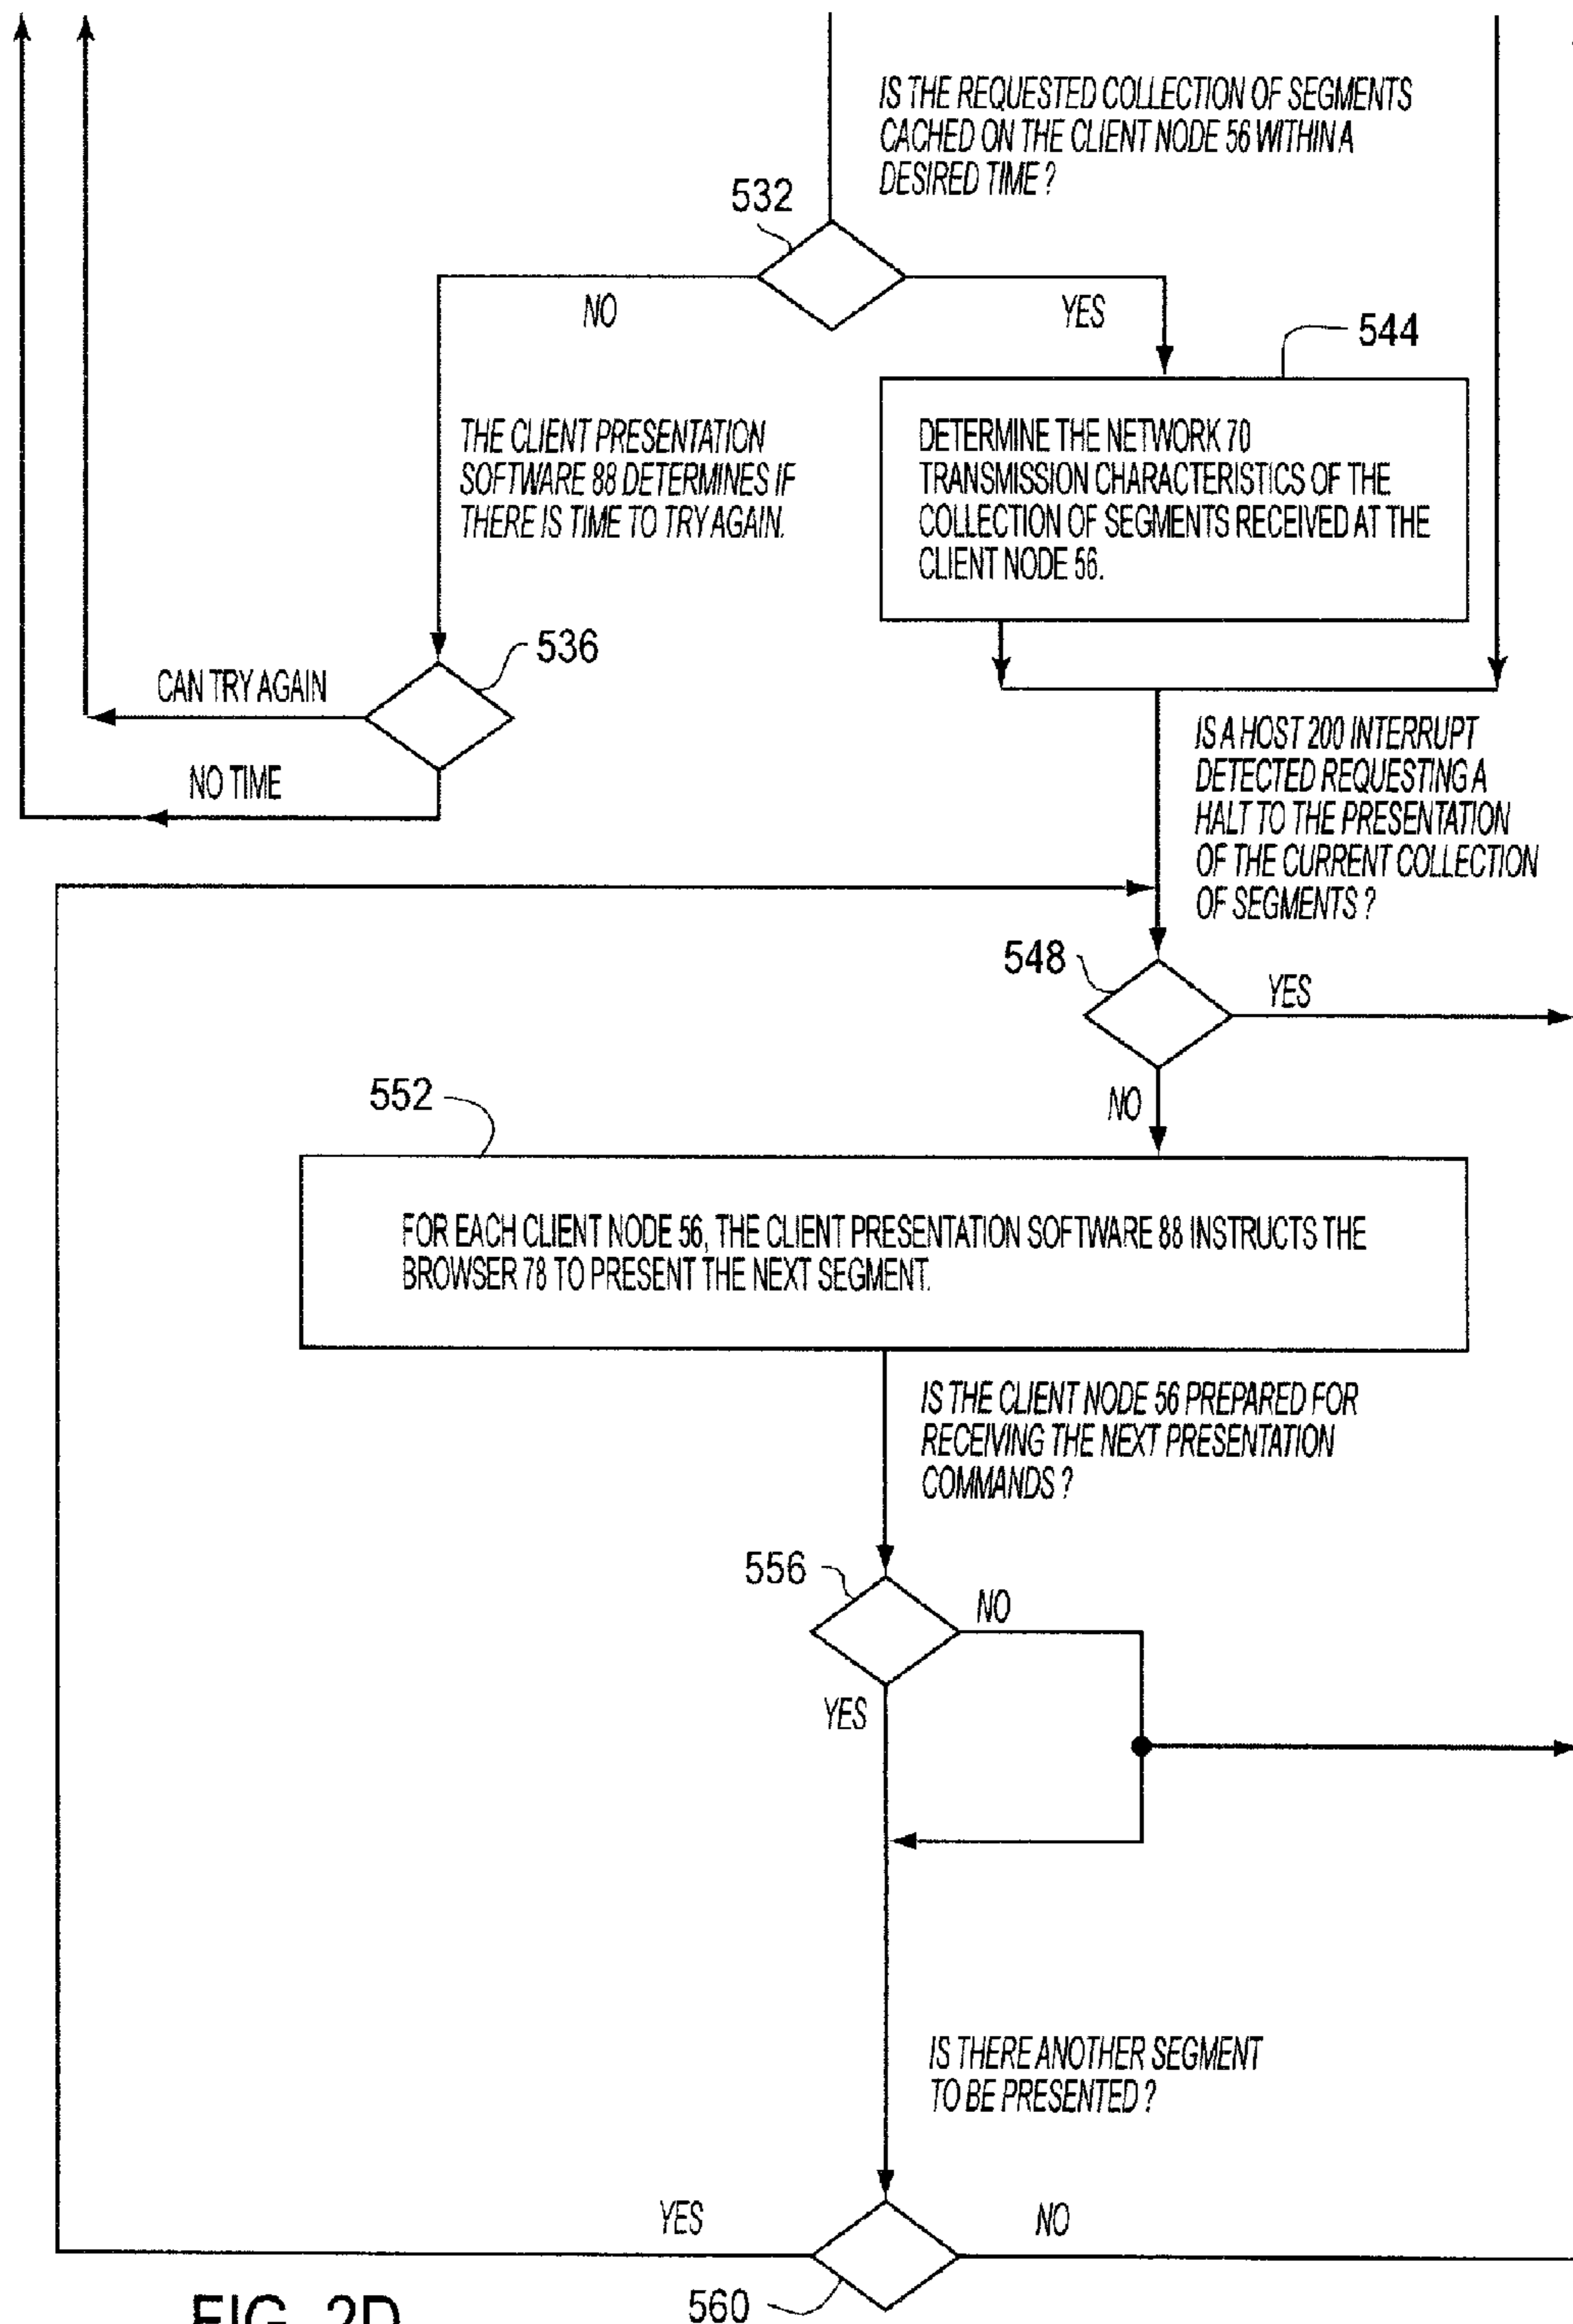 IS THE REQUESTED COLLECTION OF SEGMENTS
CACHED ON THE CLIENT NODE 56 WITHIN A
DESIRED TIME?
532
NO
YES
544
THE CLIENT PRESENTATION
SOFTWARE 88 DETERMINES IF
THERE IS TIME TO TRY AGAIN.
DETERMINE THE NETWORK 70
TRANSMISSION CHARACTERISTICS OF THE
COLLECTION OF SEGMENTS RECEIVED AT THE
CLIENT NODE 56.
536
CAN TRY AGAIN
NO TIME
IS A HOST 200 INTERRUPT
DETECTED REQUESTING A
HALT TO THE PRESENTATION
OF THE CURRENT COLLECTION
OF SEGMENTS?
548
YES
NO
552
FOR EACH CLIENT NODE 56, THE CLIENT PRESENTATION SOFTWARE 88 INSTRUCTS THE
BROWSER 78 TO PRESENT THE NEXT SEGMENT.
IS THE CLIENT NODE 56 PREPARED FOR
RECEIVING THE NEXT PRESENTATION
COMMANDS?
556
NO
YES
IS THERE ANOTHER SEGMENT
TO BE PRESENTED?
YES
NO
560
FIG. 2D